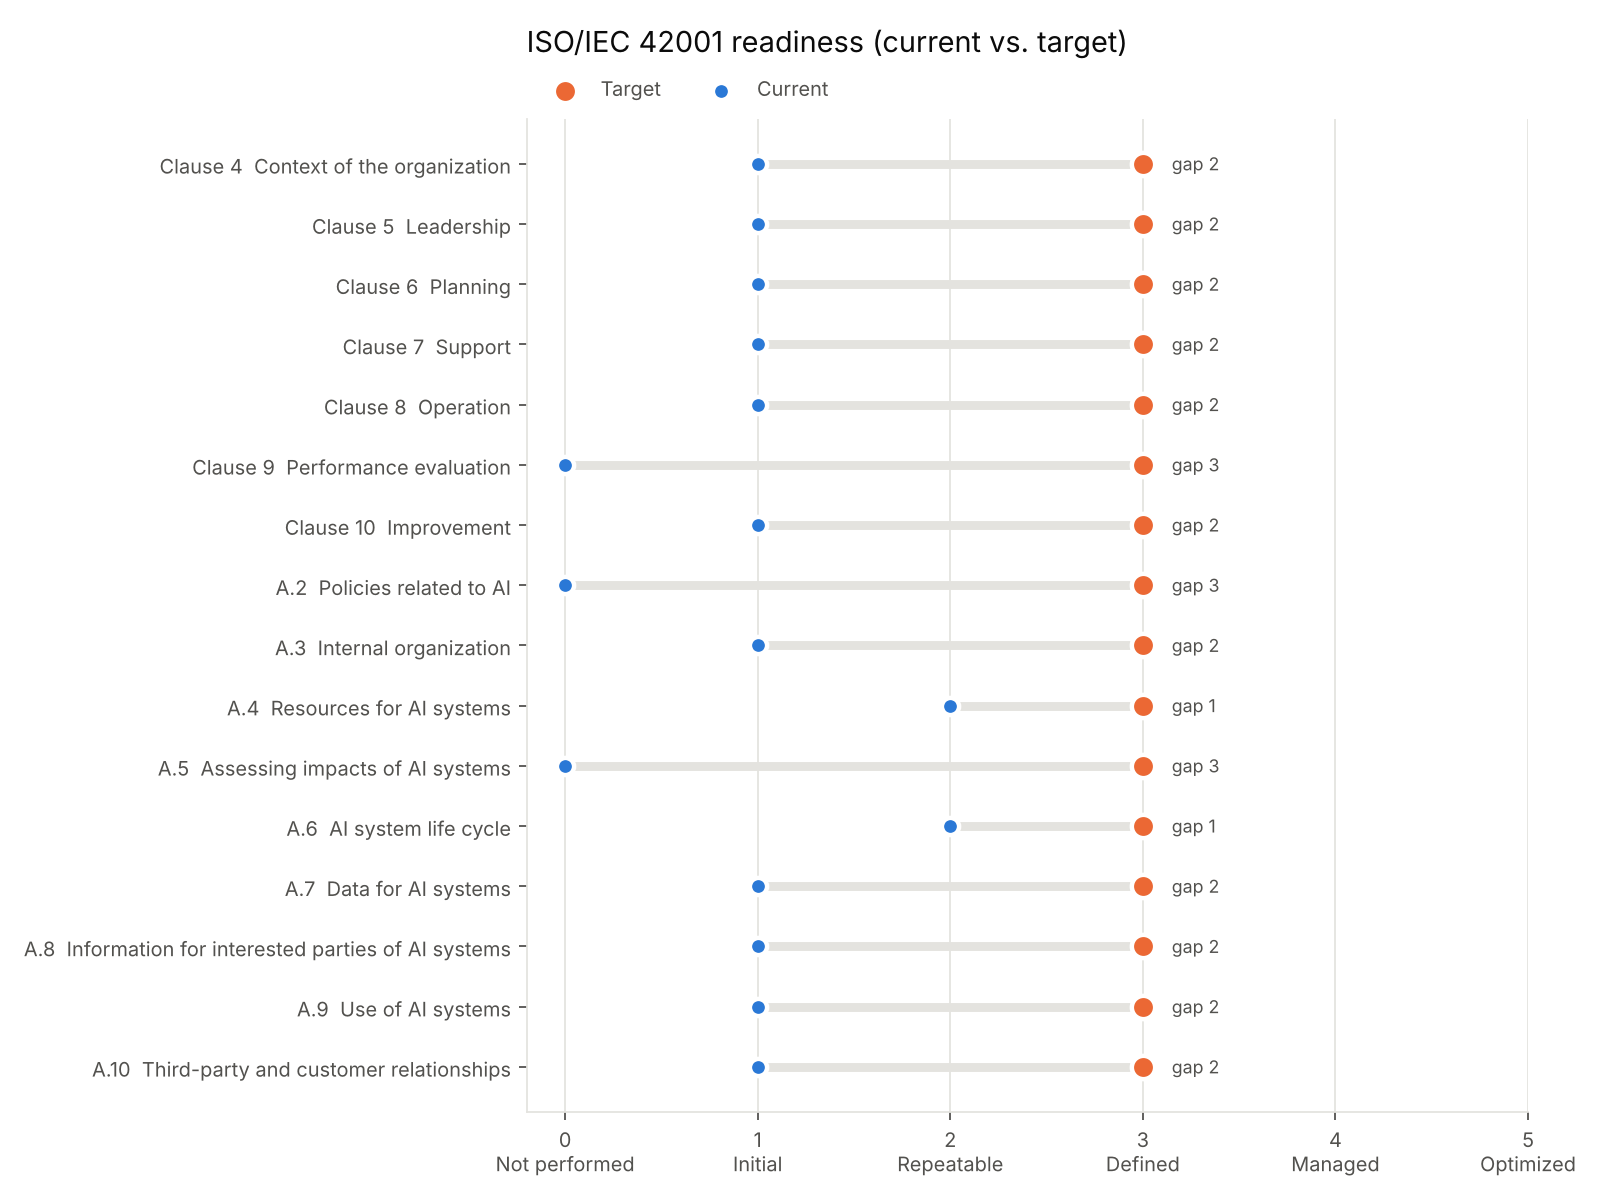 ISO/IEC 42001 readiness (current vs. target)
Target Current
Clause 4 Context of the organization gap 2
Clause 5 Leadership gap 2
Clause 6 Planning gap 2
Clause 7 Support gap 2
Clause 8 Operation gap 2
Clause 9 Performance evaluation gap 3
Clause 10 Improvement gap 2
A.2 Policies related to AI gap 3
A.3 Internal organization gap 2
A.4 Resources for AI systems gap 1
A.5 Assessing impacts of AI systems gap 3
A.6 AI system life cycle gap 1
A.7 Data for AI systems gap 2
A.8 Information for interested parties of AI systems gap 2
A.9 Use of AI systems gap 2
A.10 Third-party and customer relationships gap 2
0 1 2 3 4 5
Not performed Initial Repeatable Defined Managed Optimized